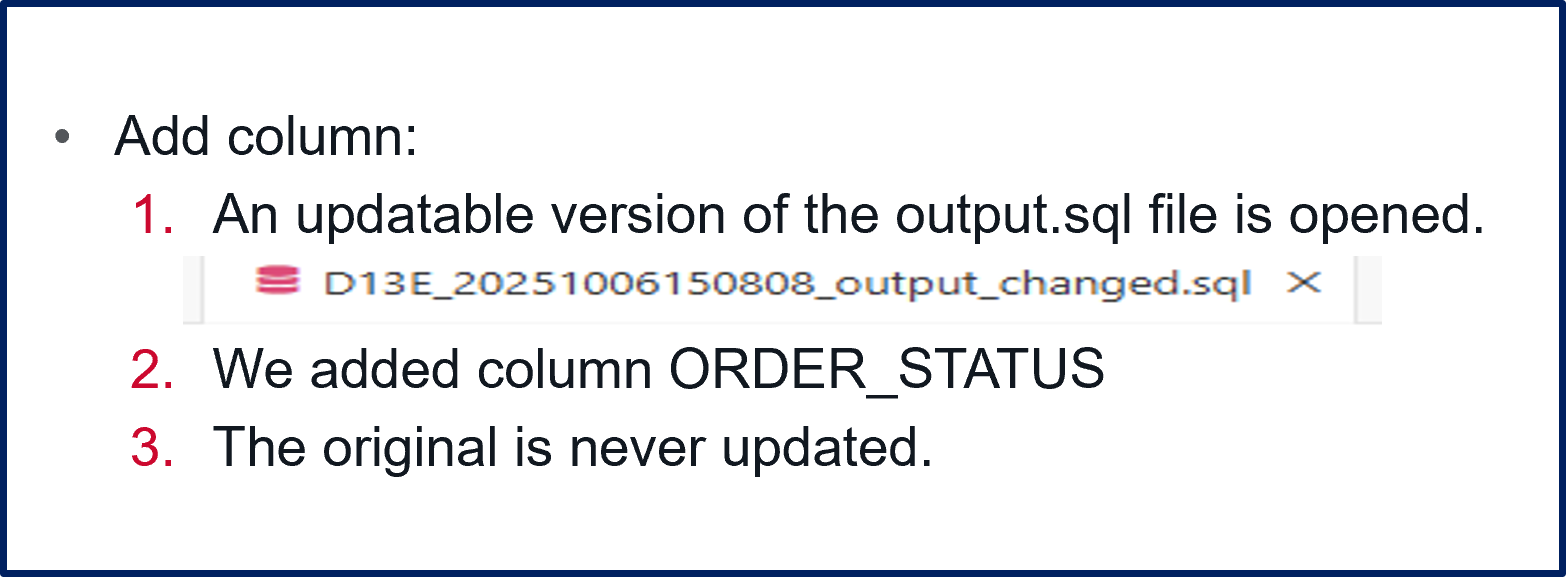 • Add column:
1. An updatable version of the output.sql file is opened.
D13E_20251006150808_output_changed.sql ×
2. We added column ORDER_STATUS
3. The original is never updated.